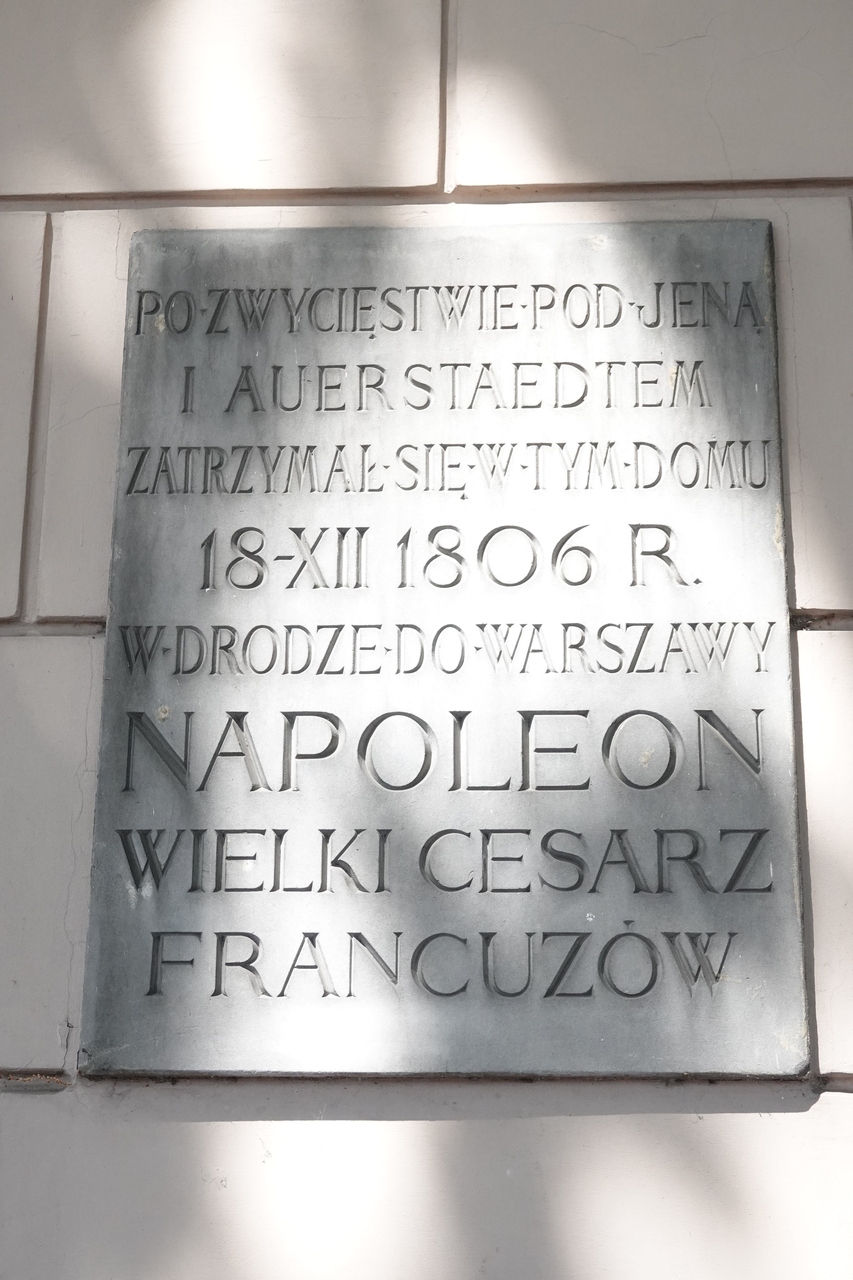 PO·ZWYCIĘSTWIE·POD·JENĄ
I AUERSTAEDTEM
ZATRZYMAŁ·SIĘ·W·TYM·DOMU
18-XII 1806 R.
W·DRODZE·DO·WARSZAWY
NAPOLEON
WIELKI CESARZ
FRANCUZÓW